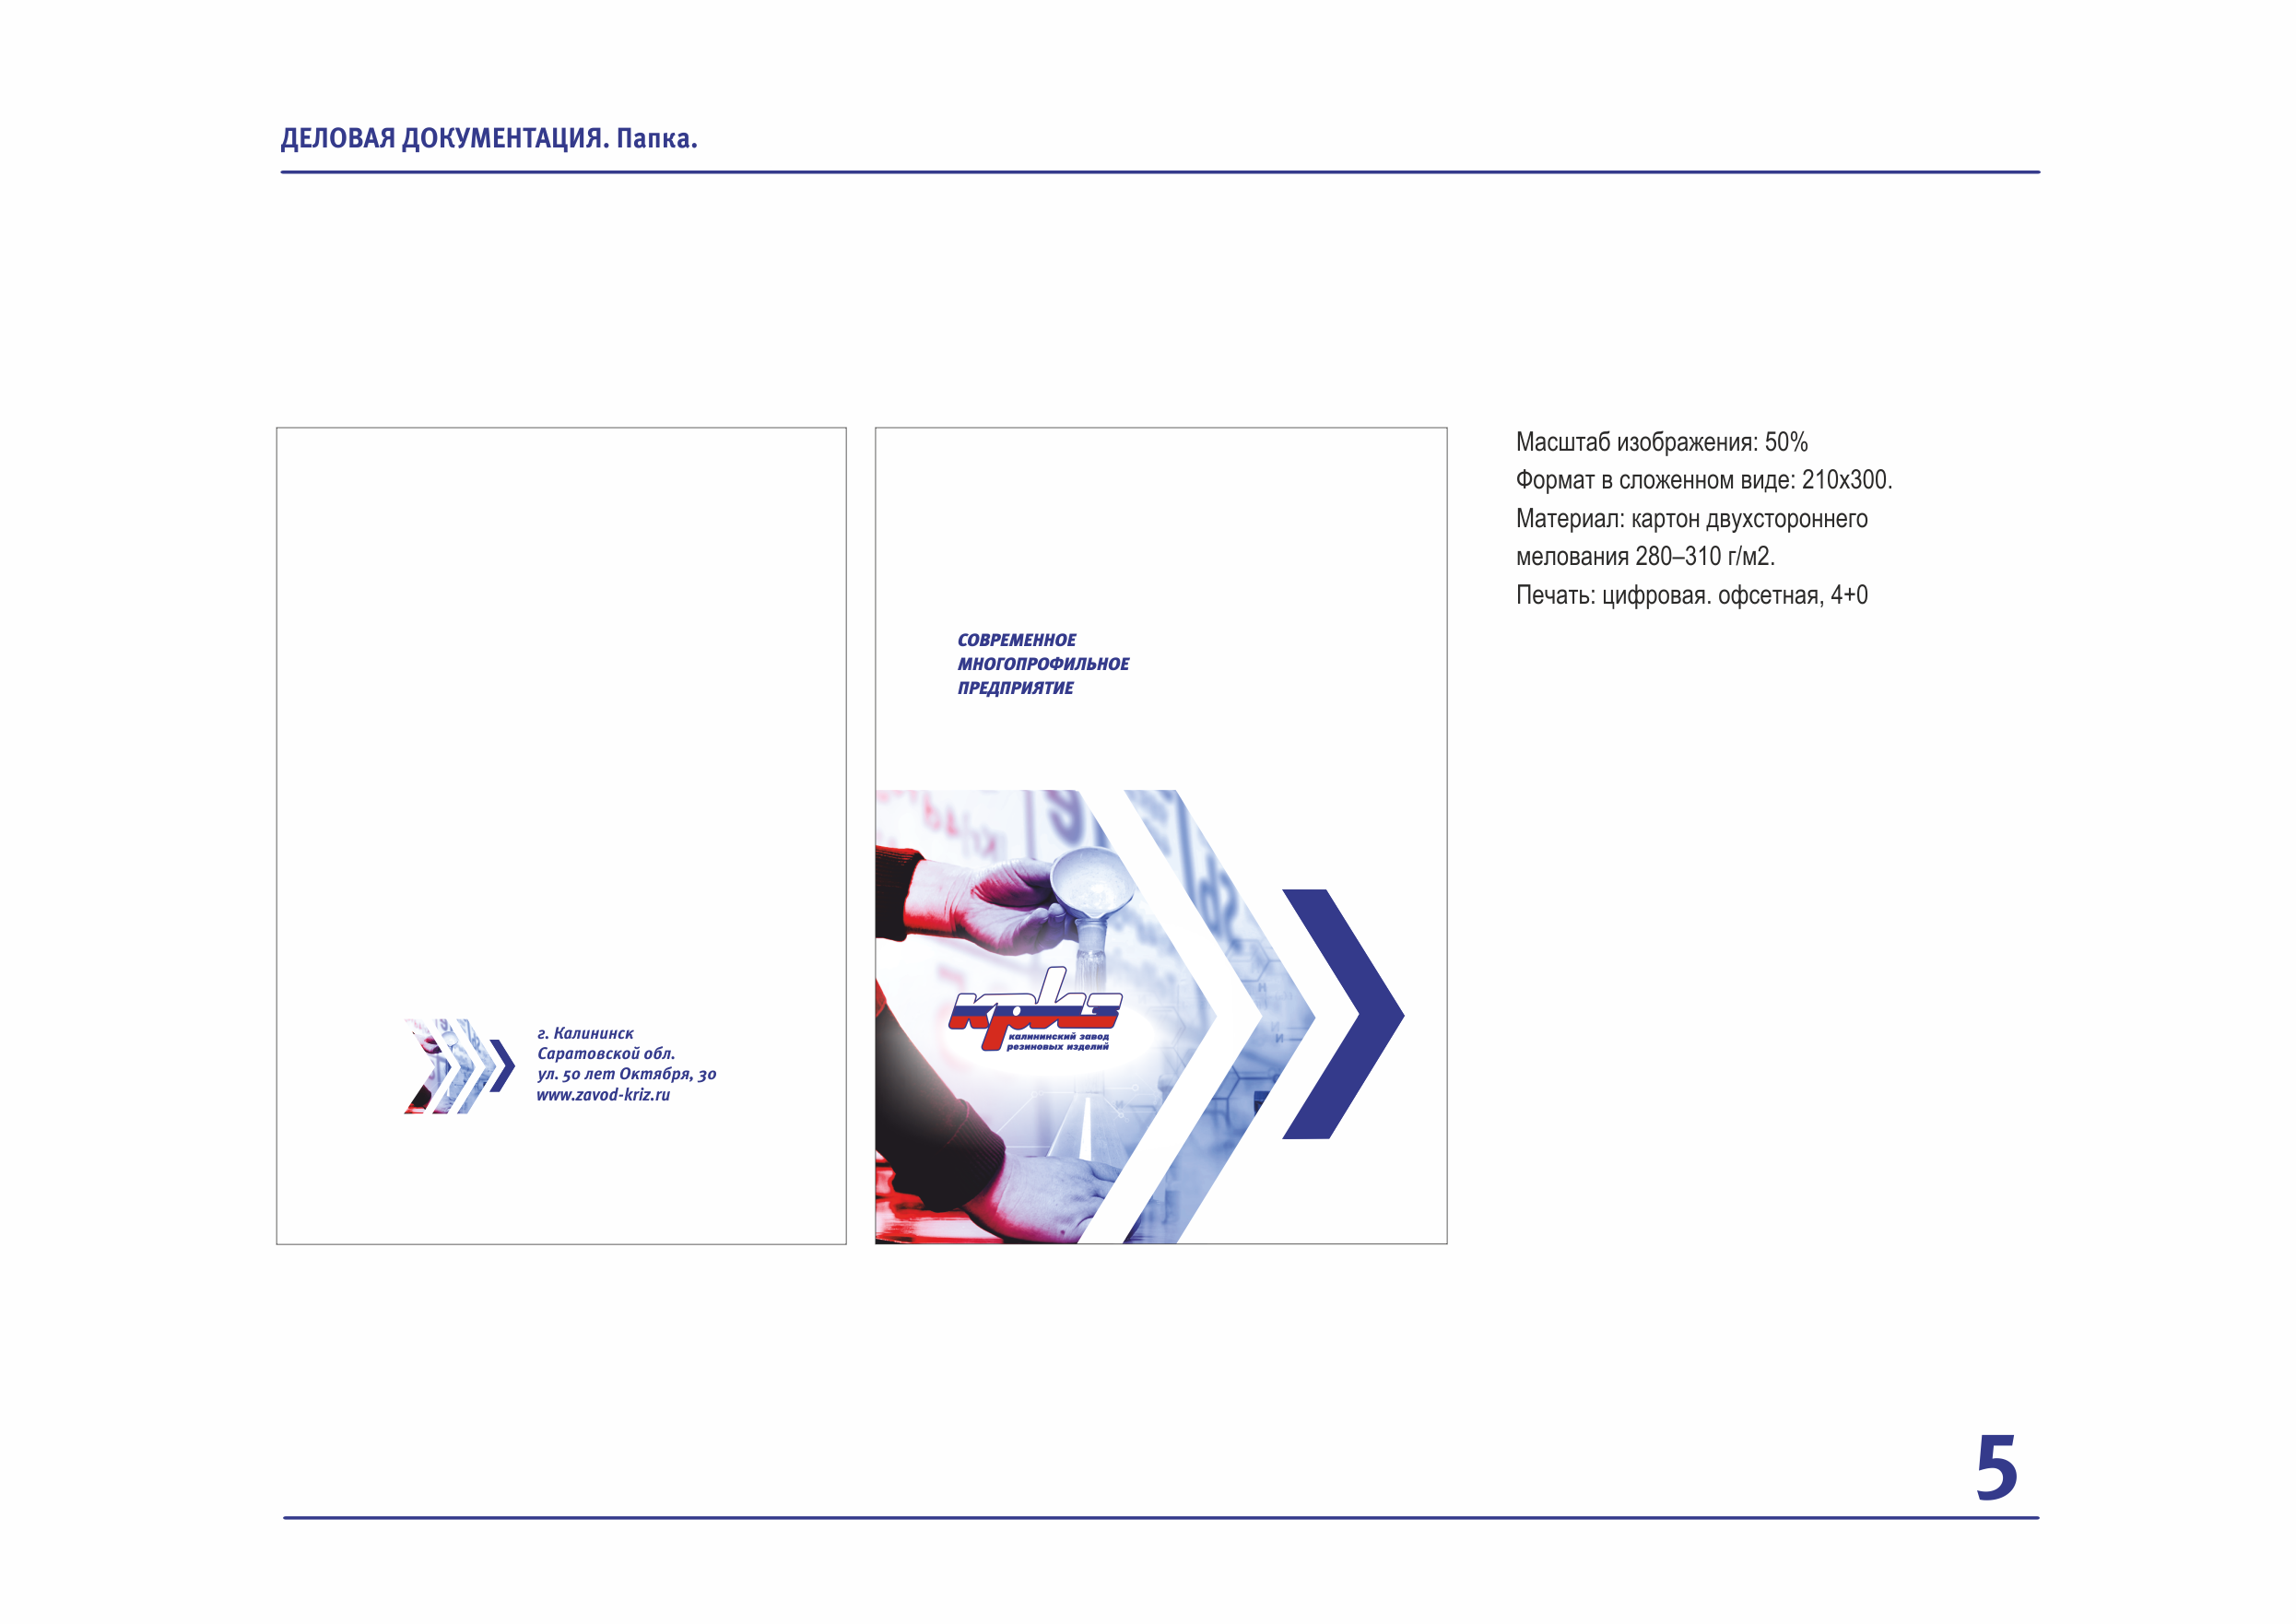 ДЕЛОВАЯ ДОКУМЕНТАЦИЯ. Папка.
г. Калининск
Саратовской обл.
ул. 50 лет Октября, 30
www.zavod-kriz.ru
СОВРЕМЕННОЕ
МНОГОПРОФИЛЬНОЕ
ПРЕДПРИЯТИЕ
криз
калининский завод
резиновых изделий
Масштаб изображения: 50%
Формат в сложенном виде: 210х300.
Материал: картон двухстороннего
мелования 280–310 г/м2.
Печать: цифровая. офсетная, 4+0
5